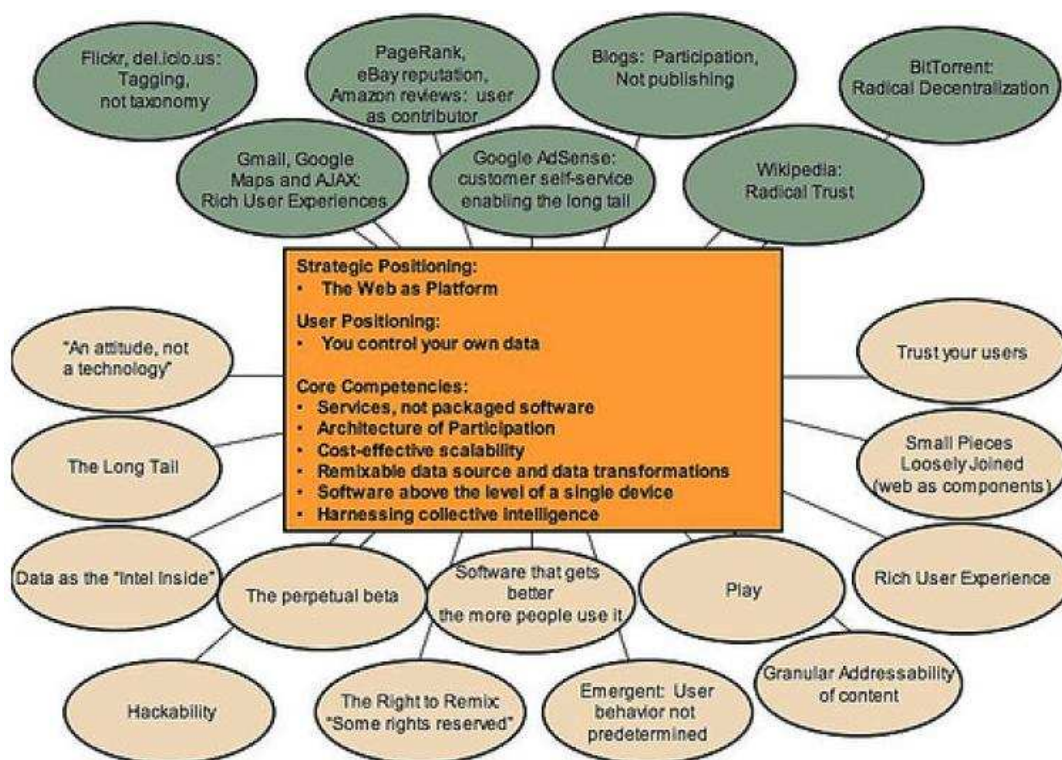 Flickr, del.icio.us:
Tagging,
not taxonomy
PageRank,
eBay reputation,
Amazon reviews: user
as contributor
Blogs: Participation,
Not publishing
BitTorrent:
Radical Decentralization
Gmail, Google
Maps and AJAX:
Rich User Experiences
Google AdSense:
customer self-service
enabling the long tail
Wikipedia:
Radical Trust
Strategic Positioning:
• The Web as Platform
User Positioning:
• You control your own data
Core Competencies:
• Services, not packaged software
• Architecture of Participation
• Cost-effective scalability
• Remixable data source and data transformations
• Software above the level of a single device
• Harnessing collective intelligence
"An attitude, not
a technology"
Trust your users
The Long Tail
Small Pieces
Loosely Joined
(web as components)
Data as the "Intel Inside"
The perpetual beta
Software that gets
better
the more people use it
Play
Rich User Experience
Hackability
The Right to Remix:
"Some rights reserved"
Emergent: User
behavior not
predetermined
Granular Addressability
of content